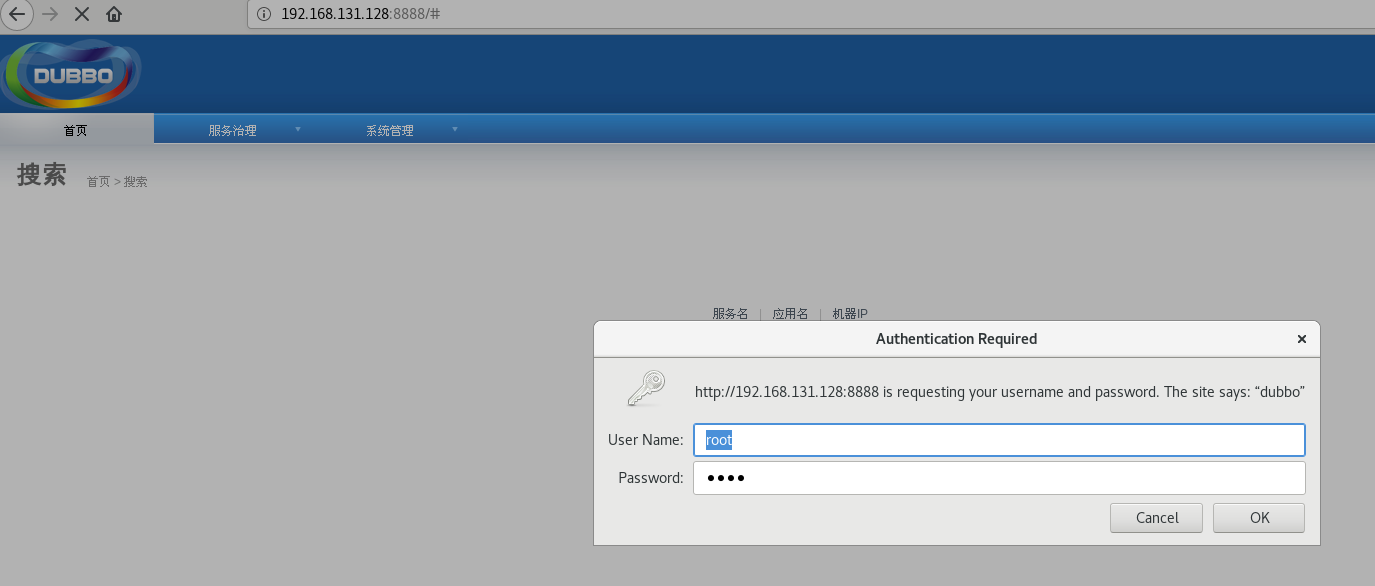 192.168.131.128:8888/#
DUBBO
首页 服务治理 系统管理
搜索 首页 > 搜索
服务名 | 应用名 | 机器IP
Authentication Required
http://192.168.131.128:8888 is requesting your username and password. The site says: “dubbo”
User Name: root
Password: ●●●●
Cancel OK